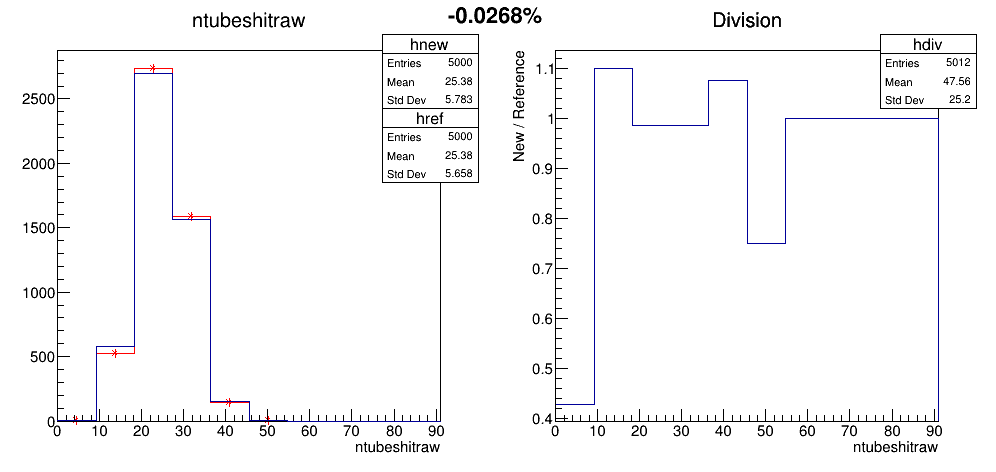 -0.0268%
ntubeshitraw
hnew
Entries 5000
Mean 25.38
Std Dev 5.783
href
Entries 5000
Mean 25.38
Std Dev 5.658
2500
2000
1500
1000
500
0
0 10 20 30 40 50 60 70 80 90
ntubeshitraw
Division
hdiv
Entries 5012
Mean 47.56
Std Dev 25.2
New / Reference
1.1
1
0.9
0.8
0.7
0.6
0.5
0.4
0 10 20 30 40 50 60 70 80 90
ntubeshitraw